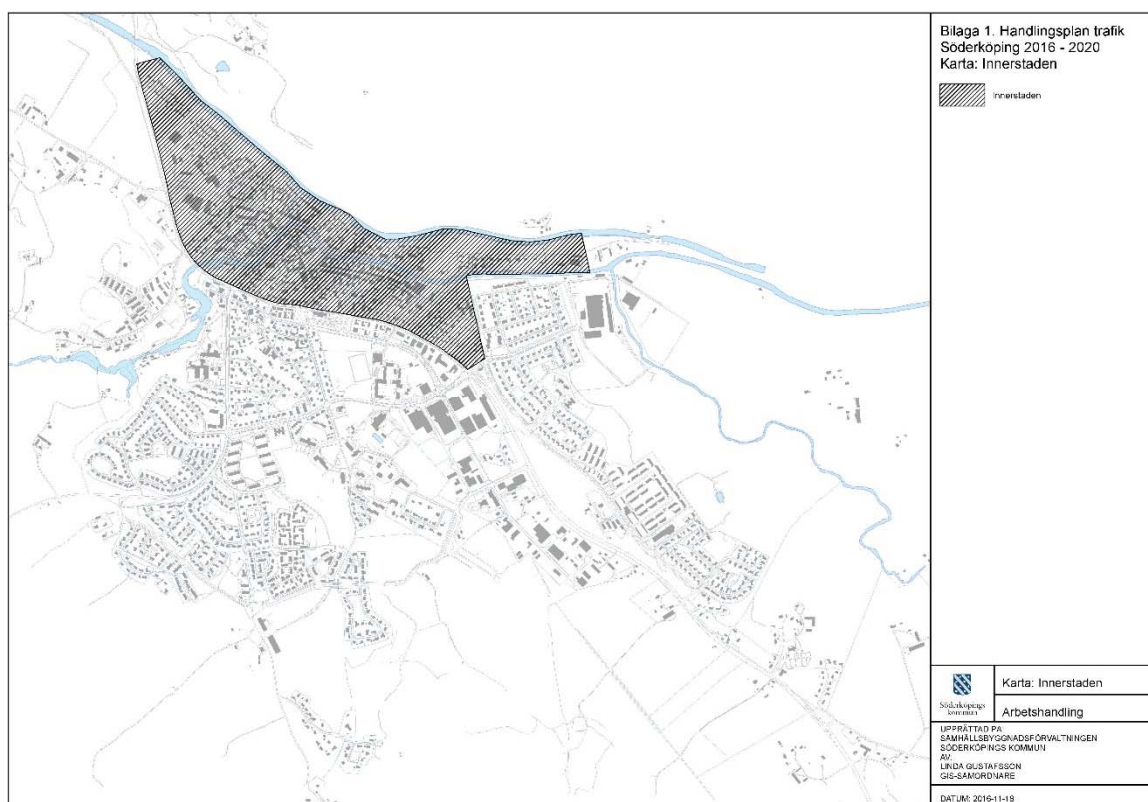 Bilaga 1. Handlingsplan trafik
Söderköping 2016 - 2020
Karta: Innerstaden
Innerstaden
Söderköpings
kommun
Karta: Innerstaden
Arbetshandling
UPPRÄTTAD PÅ
SAMHÄLLSBYGGNADSFÖRVALTNINGEN
SÖDERKÖPINGS KOMMUN
AV:
LINDA GUSTAFSSON
GIS-SAMORDNARE
DATUM: 2016-11-18